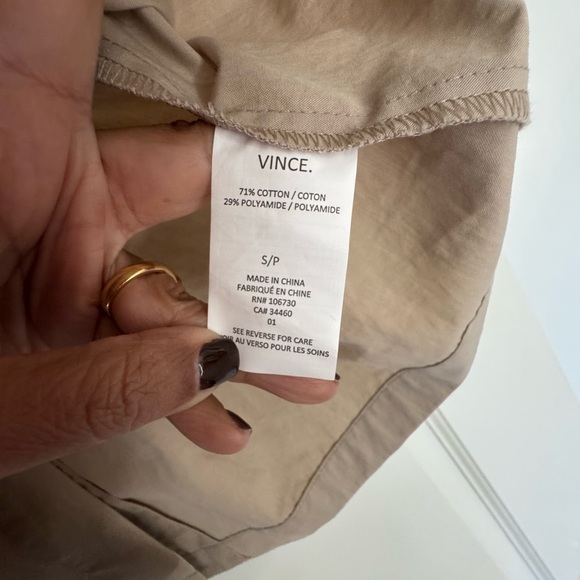 VINCE.
71% COTTON / COTON
29% POLYAMIDE / POLYAMIDE
S/P
MADE IN CHINA
FABRIQUÉ EN CHINE
RN# 106730
CA# 34460
01
SEE REVERSE FOR CARE
AU VERSO POUR LES SOINS